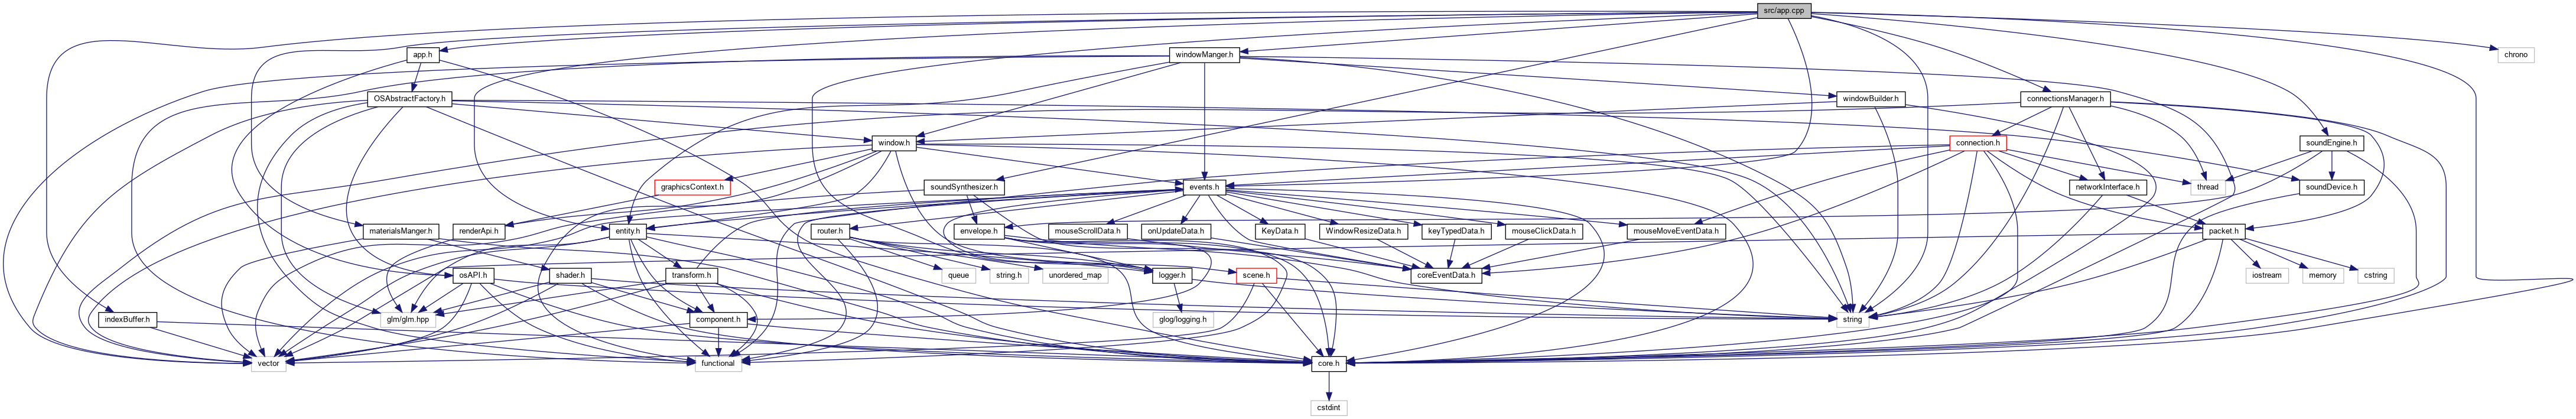 src/app.cpp
app.h
windowManger.h
chrono
OSAbstractFactory.h
windowBuilder.h
connectionsManager.h
window.h
connection.h
soundEngine.h
graphicsContext.h
soundSynthesizer.h
events.h
networkInterface.h
thread
soundDevice.h
materialsManger.h
renderApi.h
entity.h
router.h
envelope.h
mouseScrollData.h
onUpdateData.h
KeyData.h
WindowResizeData.h
keyTypedData.h
mouseClickData.h
mouseMoveEventData.h
packet.h
osAPI.h
shader.h
transform.h
queue
string.h
unordered_map
logger.h
scene.h
coreEventData.h
iostream
memory
cstring
indexBuffer.h
glm/glm.hpp
component.h
glog/logging.h
string
vector
functional
core.h
cstdint